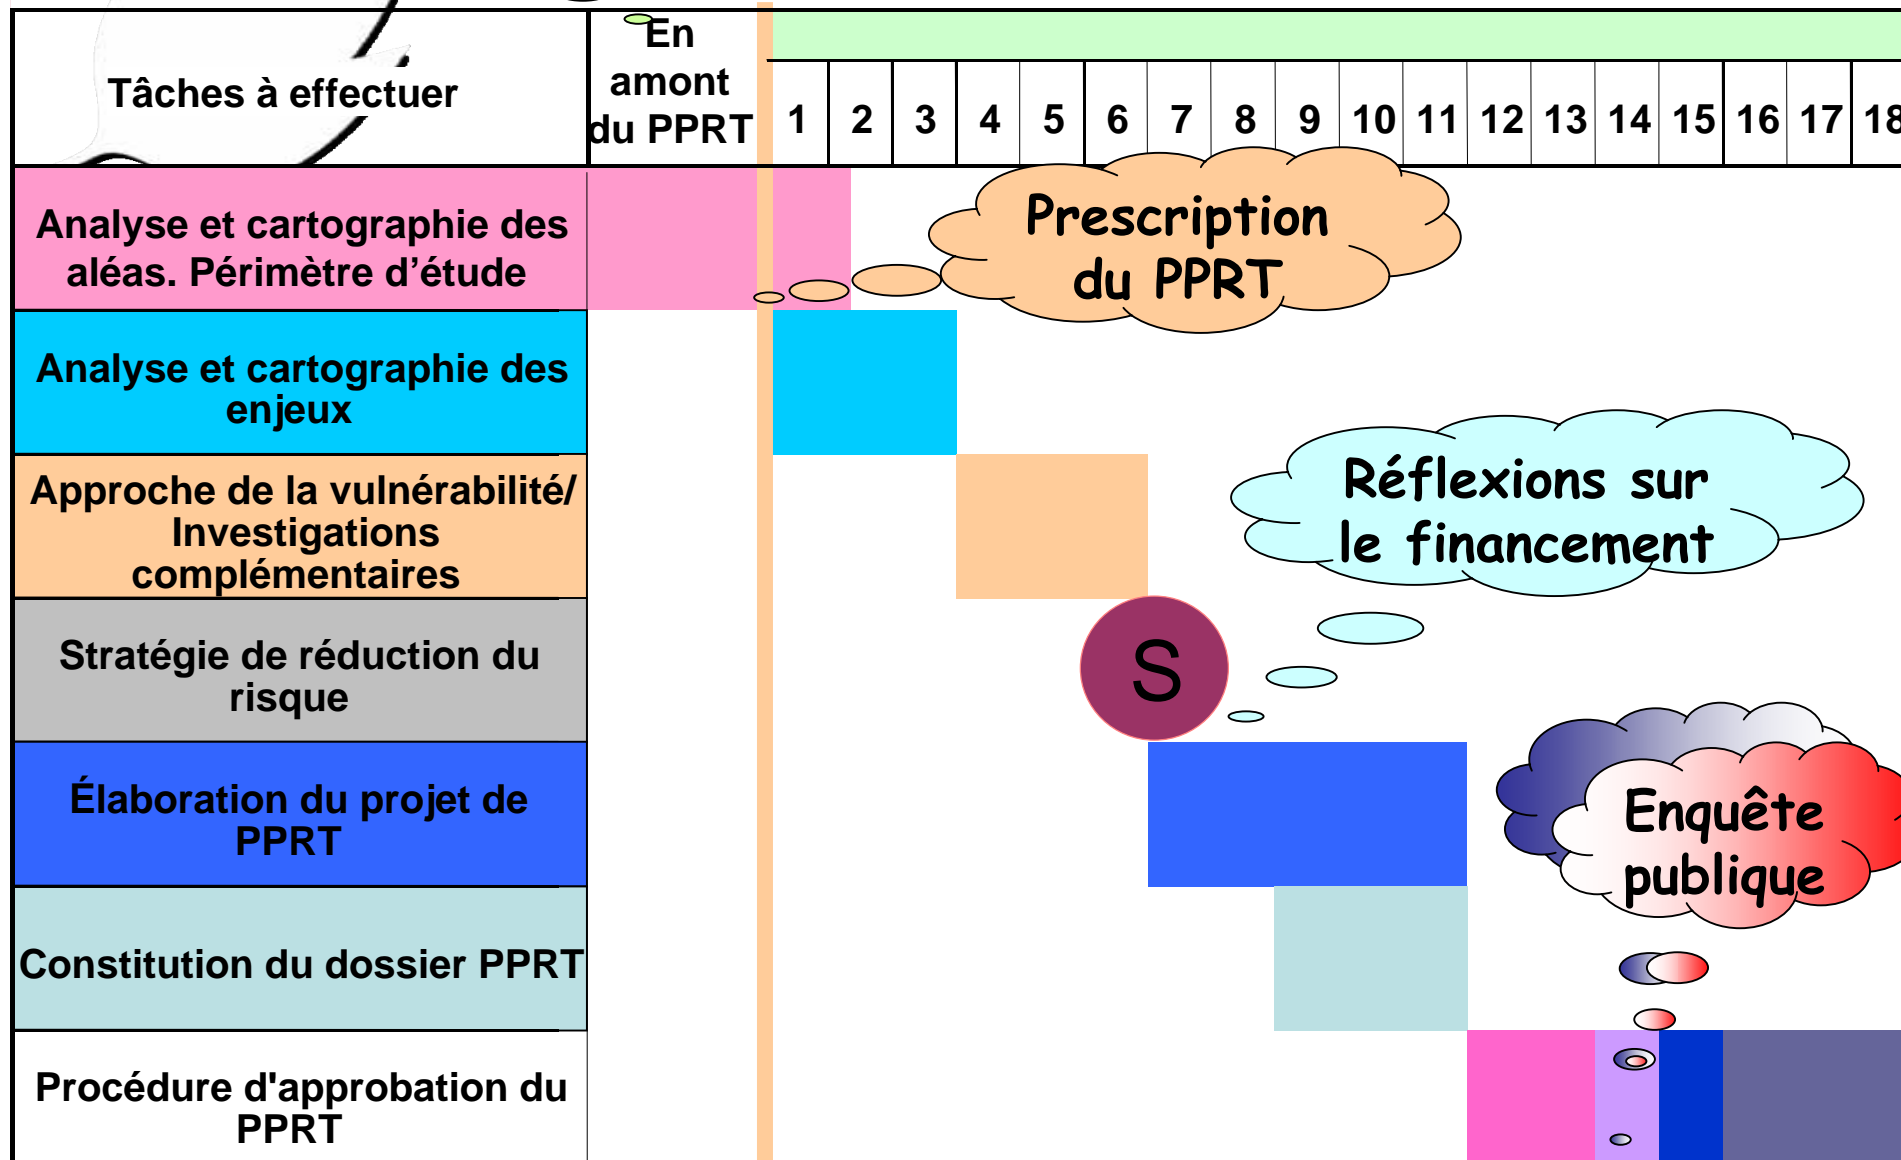 Tâches à effectuer
En
amont
du PPRT
1 2 3 4 5 6 7 8 9 10 11 12 13 14 15 16 17 18
Analyse et cartographie des
aléas. Périmètre d’étude
Prescription
du PPRT
Analyse et cartographie des
enjeux
Approche de la vulnérabilité/
Investigations
complémentaires
Réflexions sur
le financement
Stratégie de réduction du
risque
S
Élaboration du projet de
PPRT
Enquête
publique
Constitution du dossier PPRT
Procédure d'approbation du
PPRT